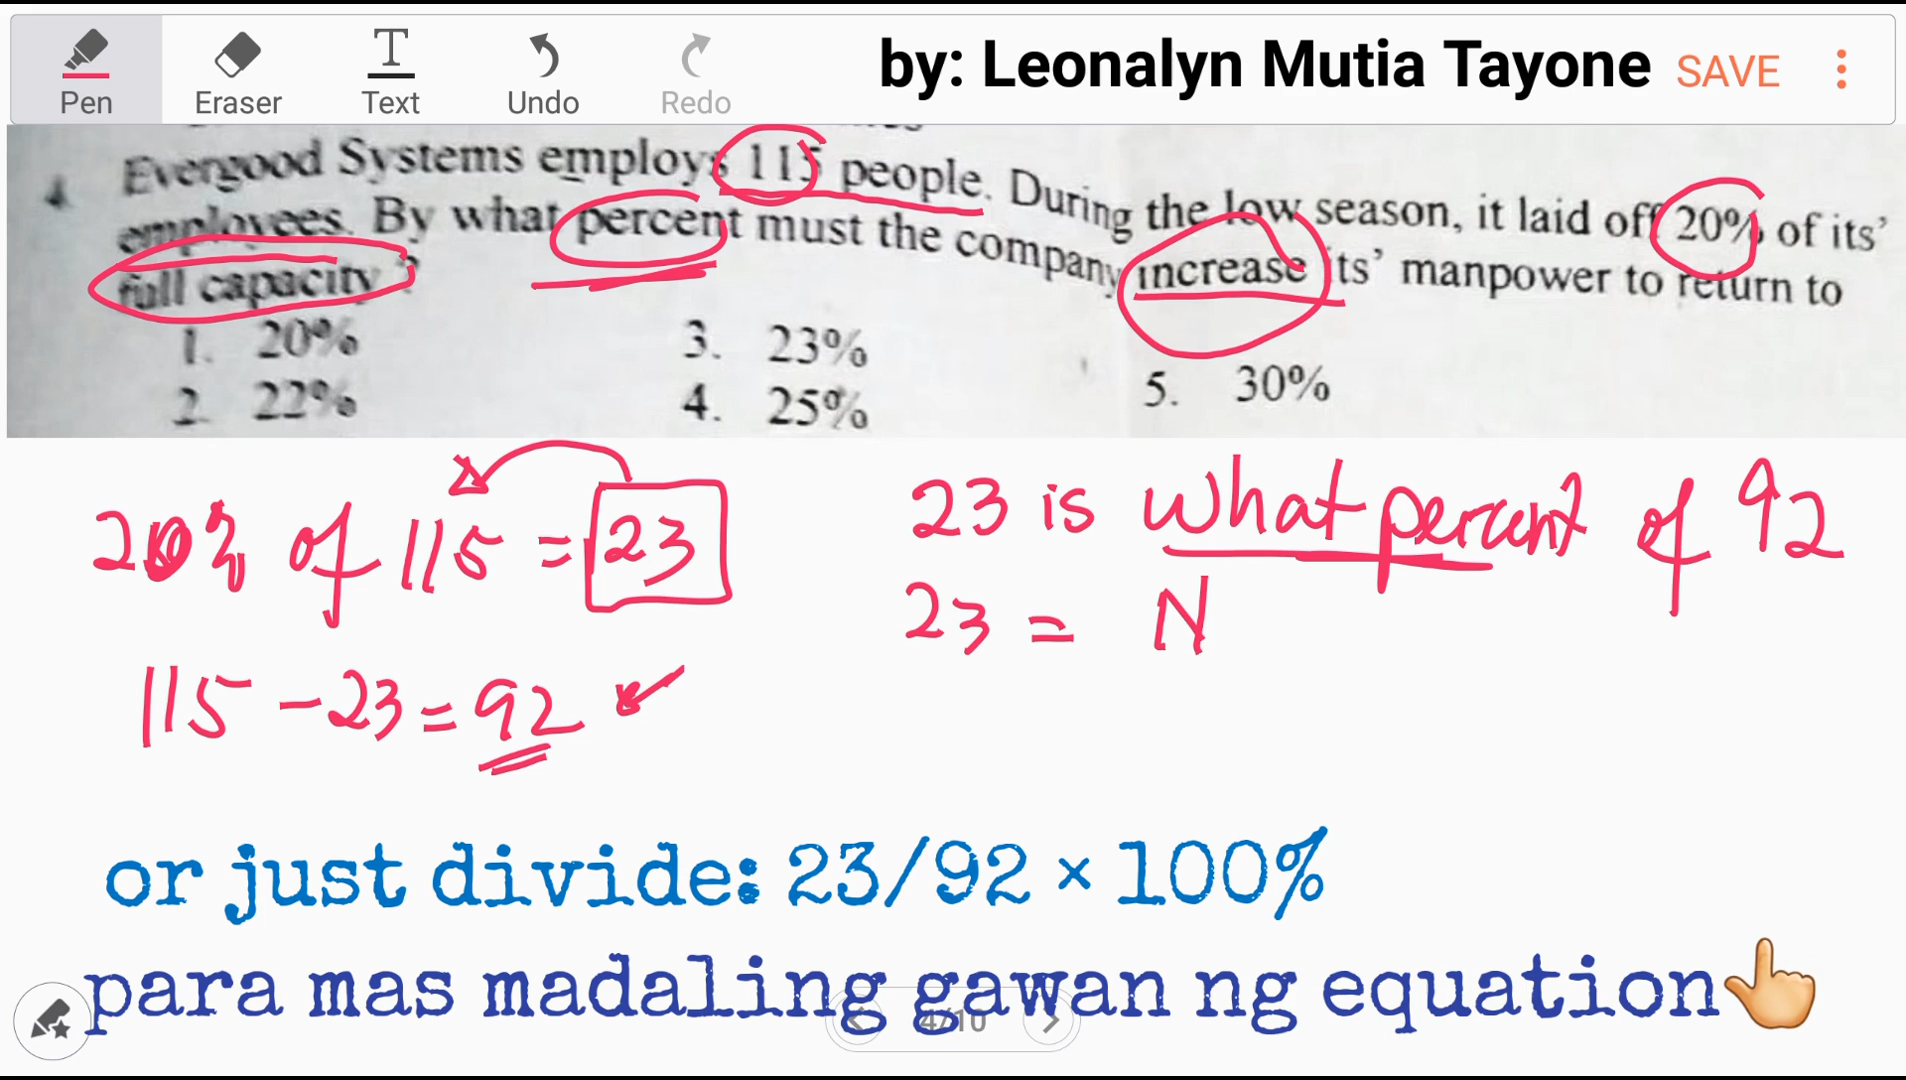 Pen Eraser Text Undo Redo by: Leonalyn Mutia Tayone SAVE
4. Evergood Systems employs 115 people. During the low season, it laid off 20% of its'
employees. By what percent must the company increase its' manpower to return to
full capacity ?
1. 20% 3. 23%
2. 22% 4. 25% 5. 30%
20% of 115 = 23
115 - 23 = 92
23 is what percent of 92
23 = N
or just divide: 23/92 × 100%
para mas madaling gawan ng equation
4/10